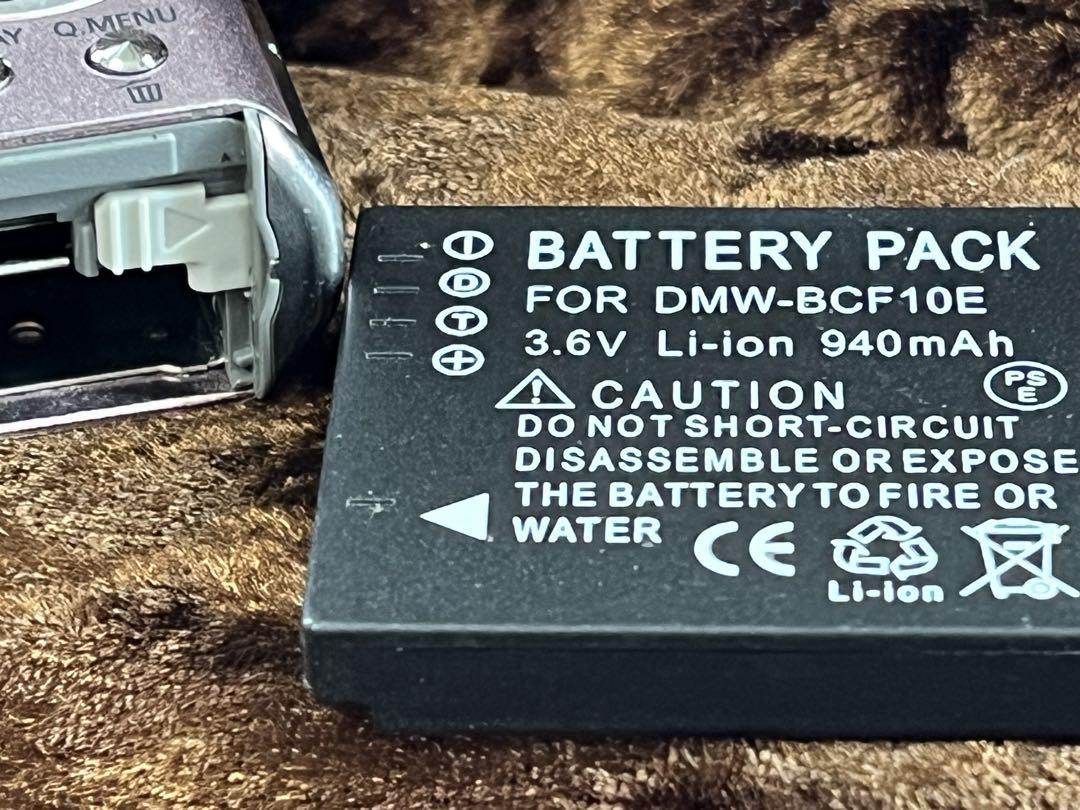 AY Q.MENU
BATTERY PACK
FOR DMW-BCF10E
D
3.6V Li-ion 940mAh
T
CAUTION
PSE
DO NOT SHORT-CIRCUIT
DISASSEMBLE OR EXPOSE
THE BATTERY TO FIRE OR
WATER
CE
Li-ion